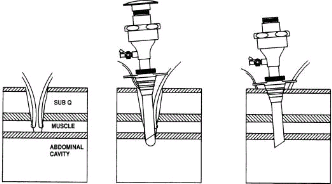 SUB Q
MUSCLE
ABDOMINAL
CAVITY